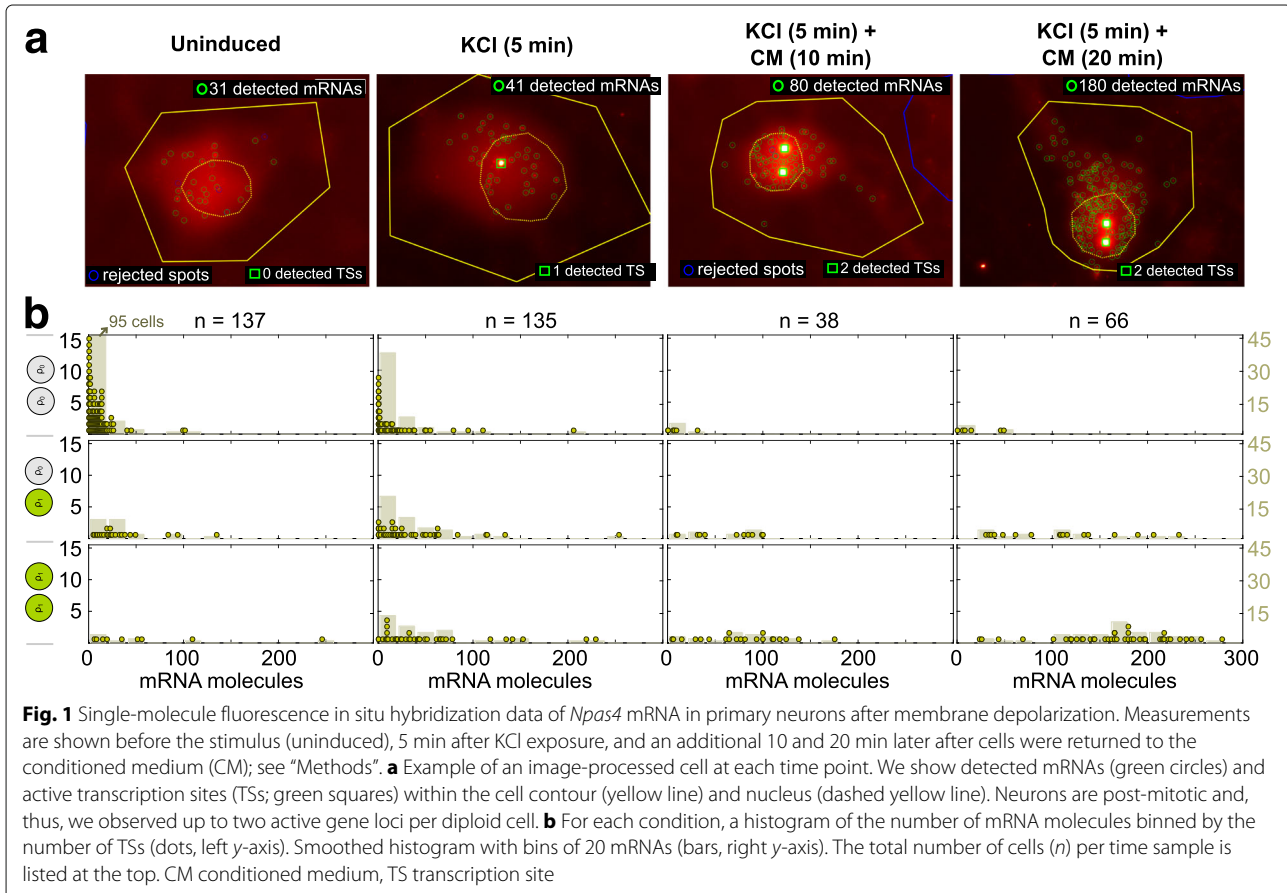 a
Uninduced
KCl (5 min)
KCl (5 min) +
CM (10 min)
KCl (5 min) +
CM (20 min)
31 detected mRNAs
41 detected mRNAs
80 detected mRNAs
180 detected mRNAs
rejected spots
0 detected TSs
1 detected TS
rejected spots
2 detected TSs
2 detected TSs
b
95 cells
n = 137
n = 135
n = 38
n = 66
15
10
5
ρ₀
ρ₀
45
30
15
15
10
5
ρ₀
ρ₁
45
30
15
15
10
5
ρ₁
ρ₁
45
30
15
0 100 200
0 100 200
0 100 200
0 100 200 300
mRNA molecules
mRNA molecules
mRNA molecules
mRNA molecules
Fig. 1 Single-molecule fluorescence in situ hybridization data of Npas4 mRNA in primary neurons after membrane depolarization. Measurements
are shown before the stimulus (uninduced), 5 min after KCl exposure, and an additional 10 and 20 min later after cells were returned to the
conditioned medium (CM); see “Methods”. a Example of an image-processed cell at each time point. We show detected mRNAs (green circles) and
active transcription sites (TSs; green squares) within the cell contour (yellow line) and nucleus (dashed yellow line). Neurons are post-mitotic and,
thus, we observed up to two active gene loci per diploid cell. b For each condition, a histogram of the number of mRNA molecules binned by the
number of TSs (dots, left y-axis). Smoothed histogram with bins of 20 mRNAs (bars, right y-axis). The total number of cells (n) per time sample is
listed at the top. CM conditioned medium, TS transcription site